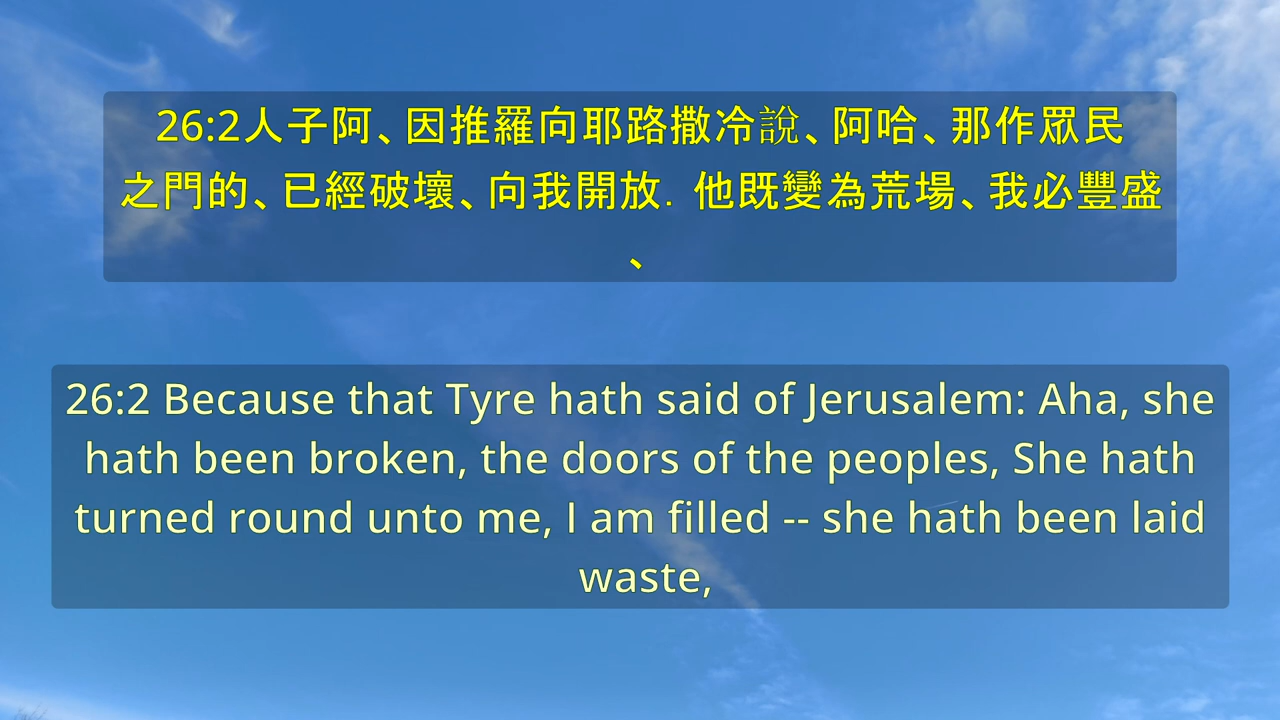 26:2人子阿、因推羅向耶路撒冷說、阿哈、那作眾民
之門的、已經破壞、向我開放．他既變為荒場、我必豐盛
、
26:2 Because that Tyre hath said of Jerusalem: Aha, she
hath been broken, the doors of the peoples, She hath
turned round unto me, I am filled -- she hath been laid
waste,